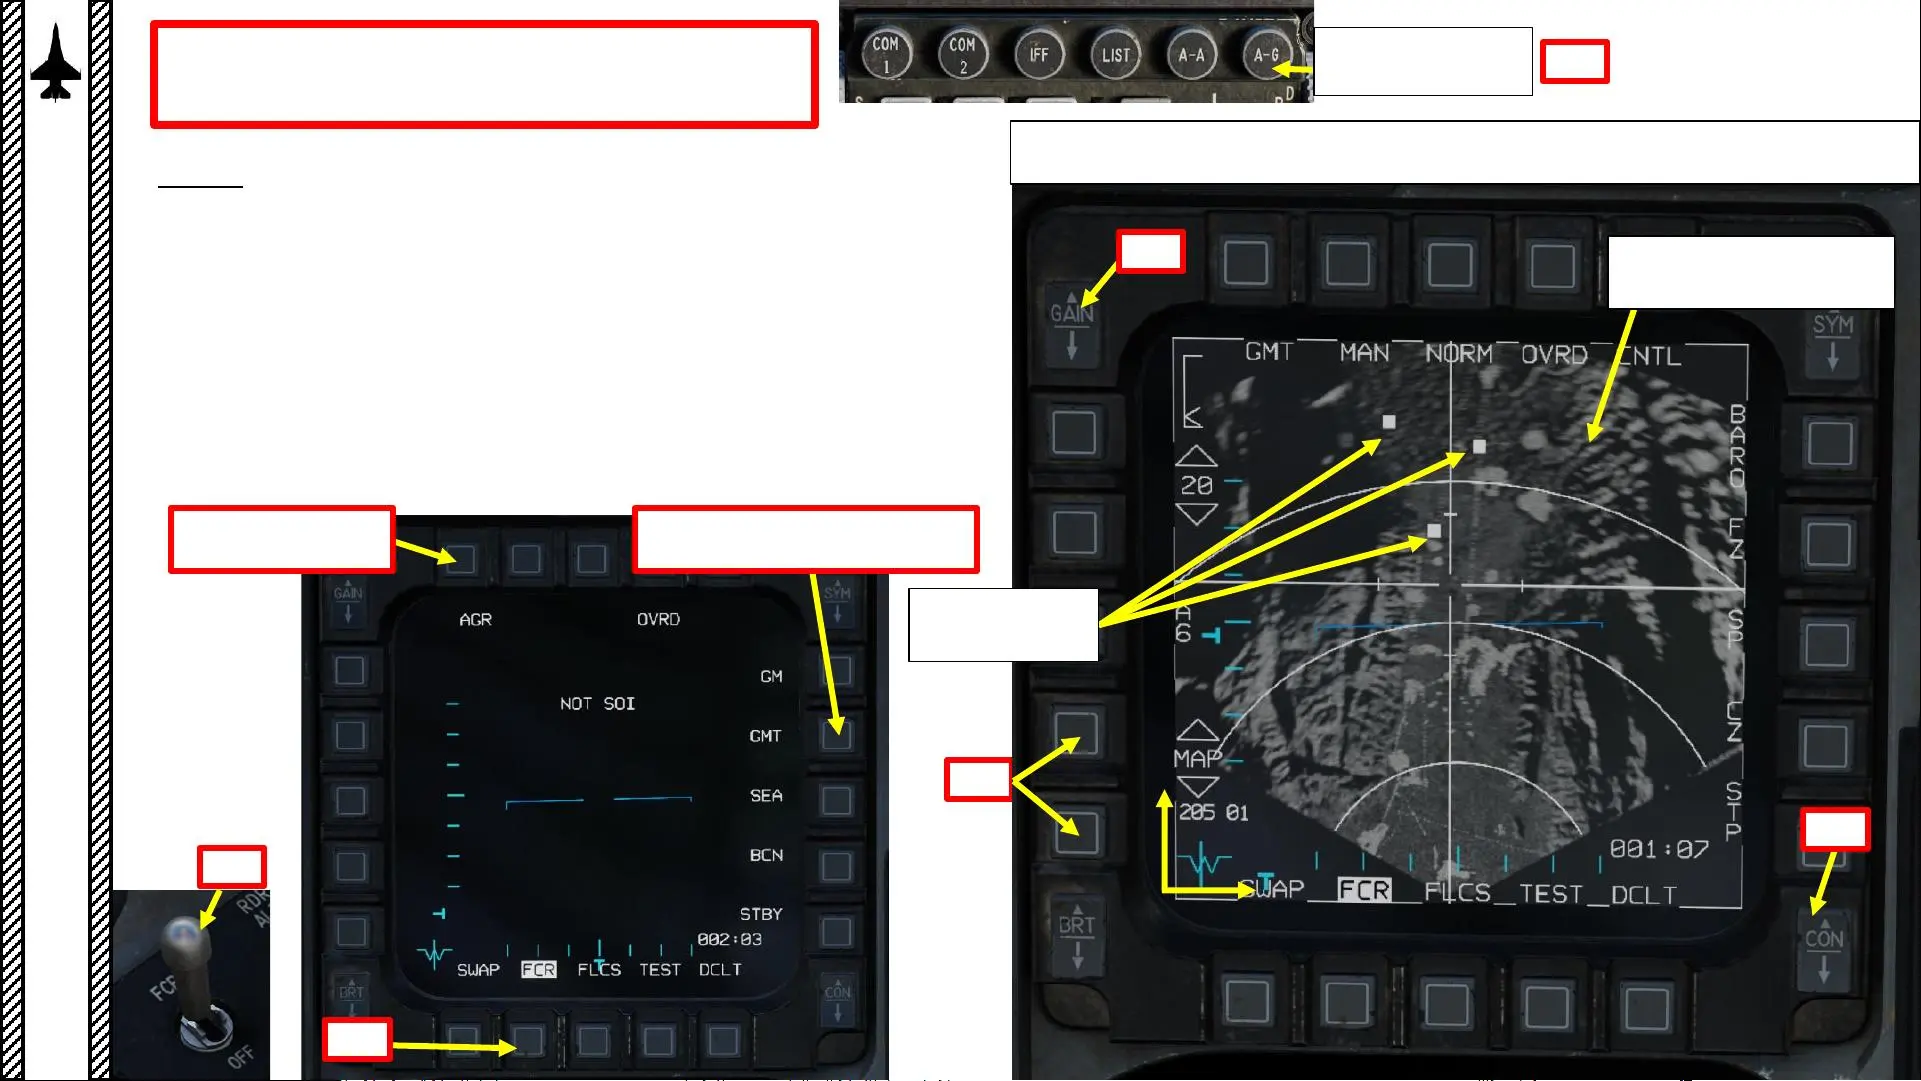 COM
1
COM
2
IFF
LIST
A-A
A-G
GAIN
SYM
GMT MAN NORM OVRD CNTL
BARO
20
FZ
A
6
SP
CZ
MAP
STP
205 01
001:07
SWAP FCR FLCS TEST DCLT
BRT
CON
GAIN
SYM
AGR OVRD
GM
NOT SOI
GMT
SEA
BCN
STBY
002:03
SWAP FCR FLCS TEST DCLT
BRT
CON
RDR
AL
FCR
OFF